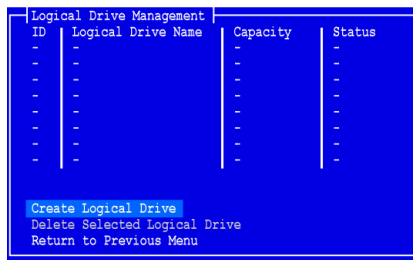 Logical Drive Management
ID Logical Drive Name Capacity Status
- - - -
- - - -
- - - -
- - - -
- - - -
- - - -
- - - -
- - - -
Create Logical Drive
Delete Selected Logical Drive
Return to Previous Menu